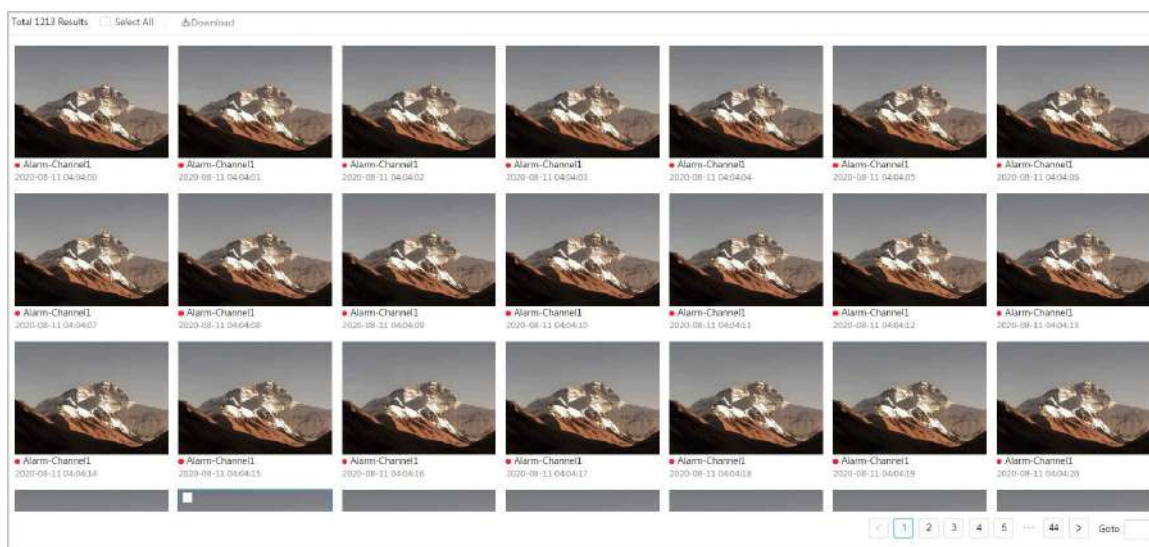 Total 1213 Results Select All Download
Alarm-Channel1 Alarm-Channel1 Alarm-Channel1 Alarm-Channel1 Alarm-Channel1 Alarm-Channel1 Alarm-Channel1
2020-08-11 04:04:00 2020-08-11 04:04:01 2020-08-11 04:04:02 2020-08-11 04:04:03 2020-08-11 04:04:04 2020-08-11 04:04:05 2020-08-11 04:04:06
Alarm-Channel1 Alarm-Channel1 Alarm-Channel1 Alarm-Channel1 Alarm-Channel1 Alarm-Channel1 Alarm-Channel1
2020-08-11 04:04:07 2020-08-11 04:04:08 2020-08-11 04:04:09 2020-08-11 04:04:10 2020-08-11 04:04:11 2020-08-11 04:04:12 2020-08-11 04:04:13
Alarm-Channel1 Alarm-Channel1 Alarm-Channel1 Alarm-Channel1 Alarm-Channel1 Alarm-Channel1 Alarm-Channel1
2020-08-11 04:04:14 2020-08-11 04:04:15 2020-08-11 04:04:16 2020-08-11 04:04:17 2020-08-11 04:04:18 2020-08-11 04:04:19 2020-08-11 04:04:20
< 1 2 3 4 5 ··· 44 > Goto